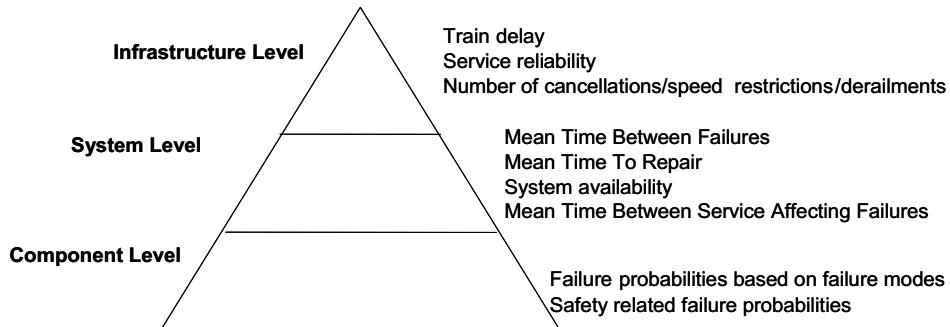 Infrastructure Level
Train delay
Service reliability
Number of cancellations/speed restrictions/derailments
System Level
Mean Time Between Failures
Mean Time To Repair
System availability
Mean Time Between Service Affecting Failures
Component Level
Failure probabilities based on failure modes
Safety related failure probabilities